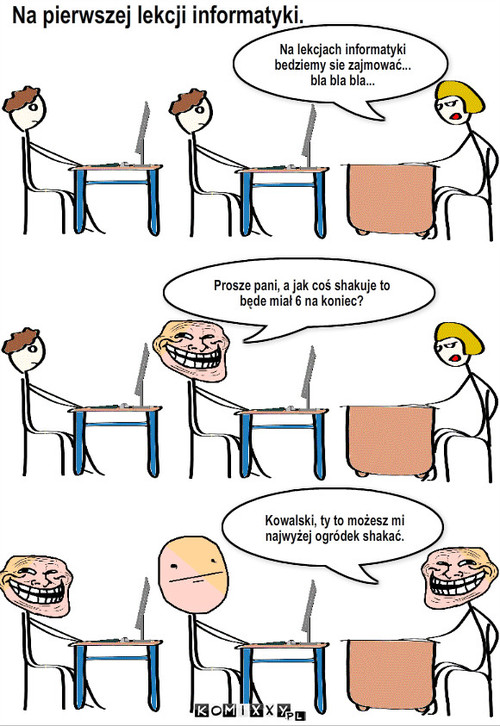 Na pierwszej lekcji informatyki.
Na lekcjach informatyki
bedziemy sie zajmować...
bla bla bla...
Prosze pani, a jak coś shakuje to
będe miał 6 na koniec?
Kowalski, ty to możesz mi
najwyżej ogródek shakać.
KOMIXXY.PL